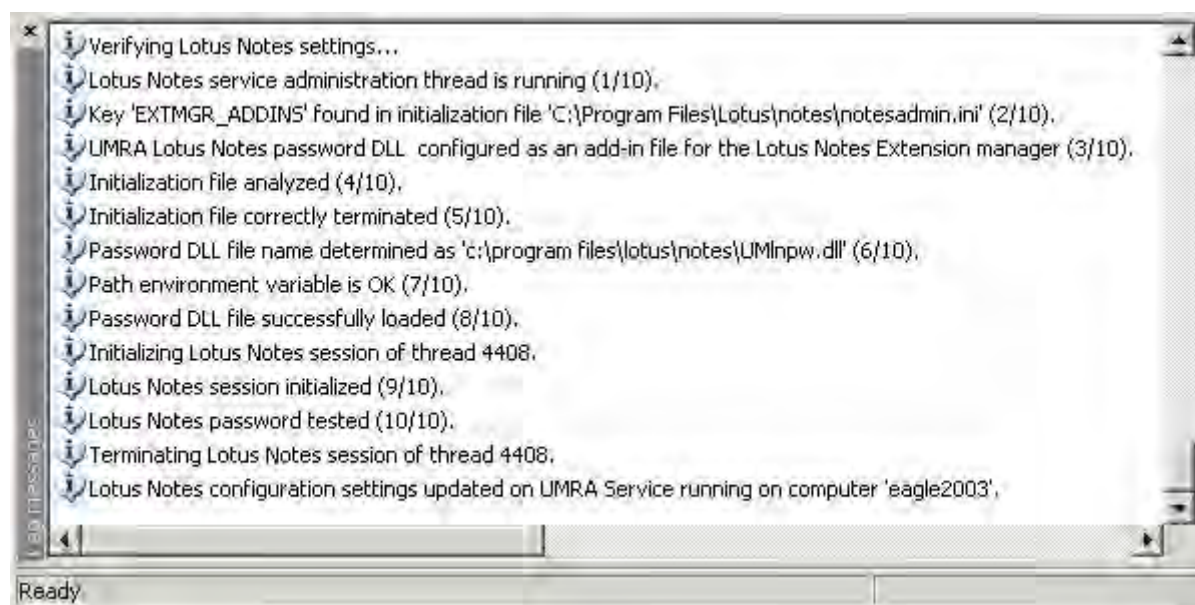 Verifying Lotus Notes settings...
Lotus Notes service administration thread is running (1/10).
Key 'EXTMGR_ADDINS' found in initialization file 'C:\Program Files\Lotus\notes\notesadmin.ini' (2/10).
UMRA Lotus Notes password DLL  configured as an add-in file for the Lotus Notes Extension manager (3/10).
Initialization file analyzed (4/10).
Initialization file correctly terminated (5/10).
Password DLL file name determined as 'c:\program files\lotus\notes\UMlnpw.dll' (6/10).
Path environment variable is OK (7/10).
Password DLL file successfully loaded (8/10).
Initializing Lotus Notes session of thread 4408.
Lotus Notes session initialized (9/10).
Lotus Notes password tested (10/10).
Terminating Lotus Notes session of thread 4408.
Lotus Notes configuration settings updated on UMRA Service running on computer 'eagle2003'.
Log messages
Ready